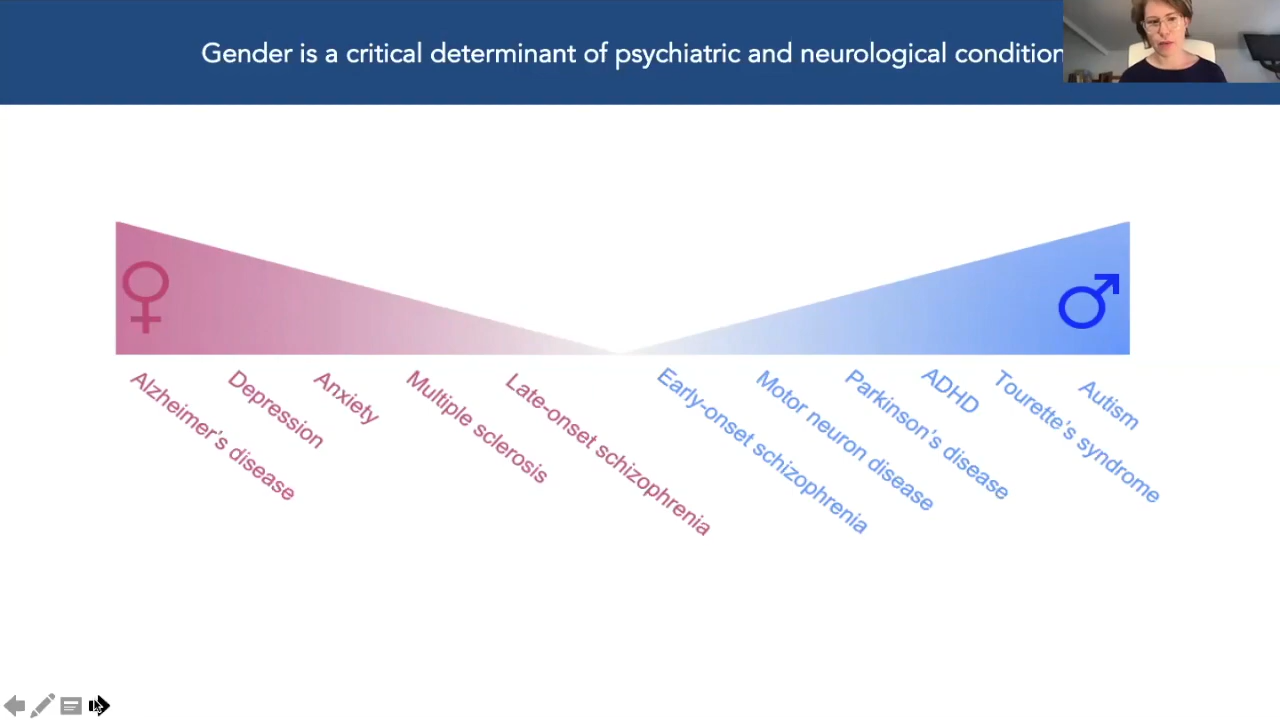 Gender is a critical determinant of psychiatric and neurological condition
Alzheimer's disease
Depression
Anxiety
Multiple sclerosis
Late-onset schizophrenia
Early-onset schizophrenia
Motor neuron disease
Parkinson's disease
ADHD
Tourette's syndrome
Autism